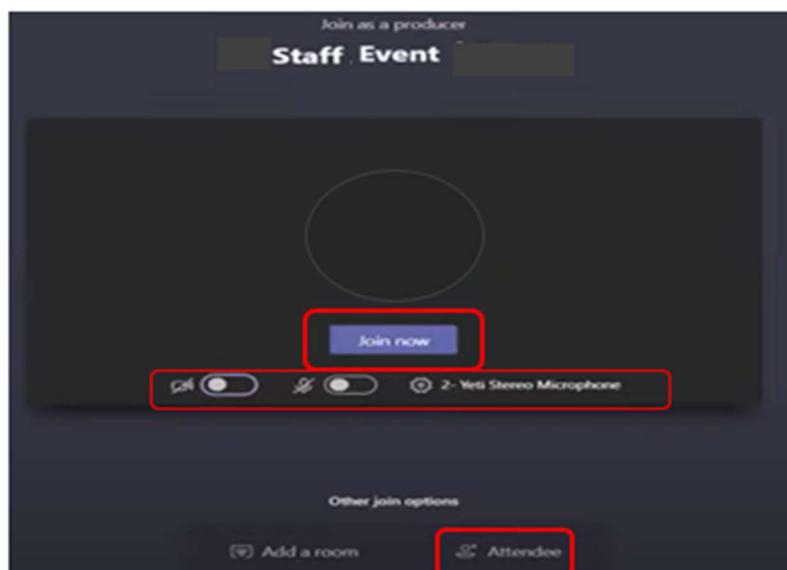 Join as a producer
Staff Event
Join now
2- Yeti Stereo Microphone
Other join options
Add a room
Attendee